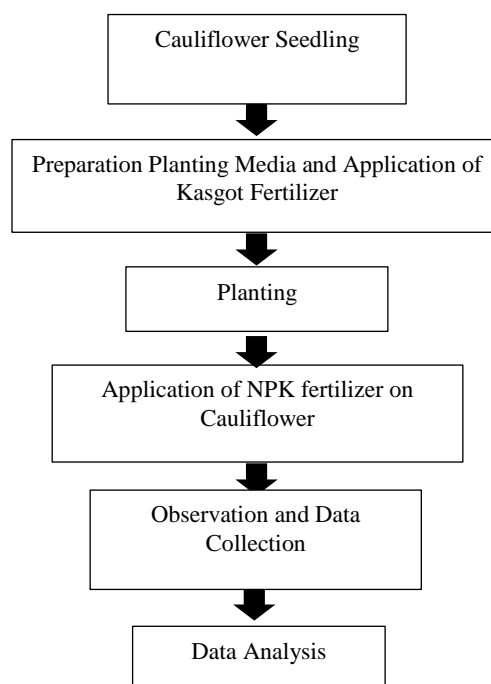 Cauliflower Seedling
Preparation Planting Media and Application of
Kasgot Fertilizer
Planting
Application of NPK fertilizer on
Cauliflower
Observation and Data
Collection
Data Analysis